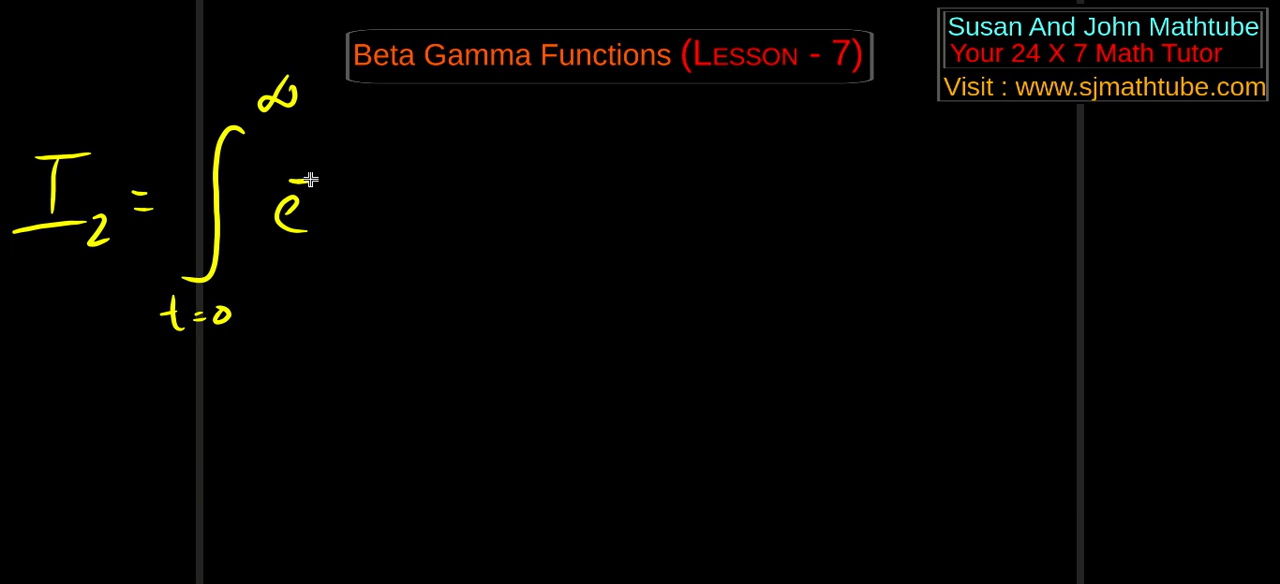 Beta Gamma Functions (LESSON - 7)
Susan And John Mathtube
Your 24 X 7 Math Tutor
Visit : www.sjmathtube.com
∞
I₂ = ∫ e⁻
t=0